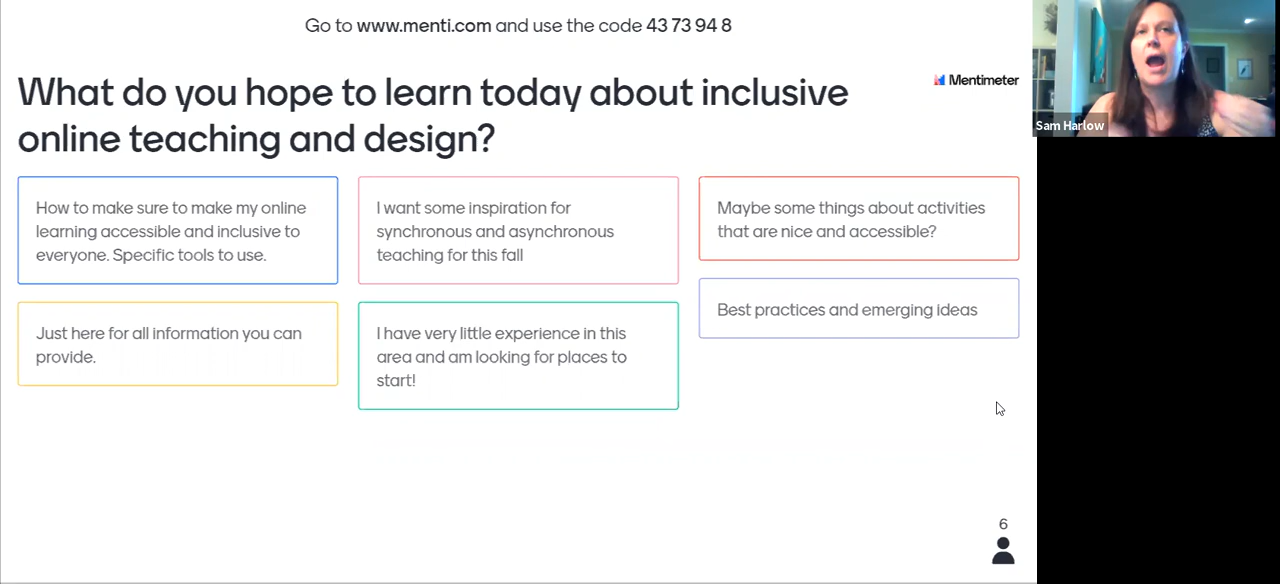 Go to www.menti.com and use the code 43 73 94 8
Mentimeter
Sam Harlow
What do you hope to learn today about inclusive
online teaching and design?
How to make sure to make my online
learning accessible and inclusive to
everyone. Specific tools to use.
Just here for all information you can
provide.
I want some inspiration for
synchronous and asynchronous
teaching for this fall
I have very little experience in this
area and am looking for places to
start!
Maybe some things about activities
that are nice and accessible?
Best practices and emerging ideas
6